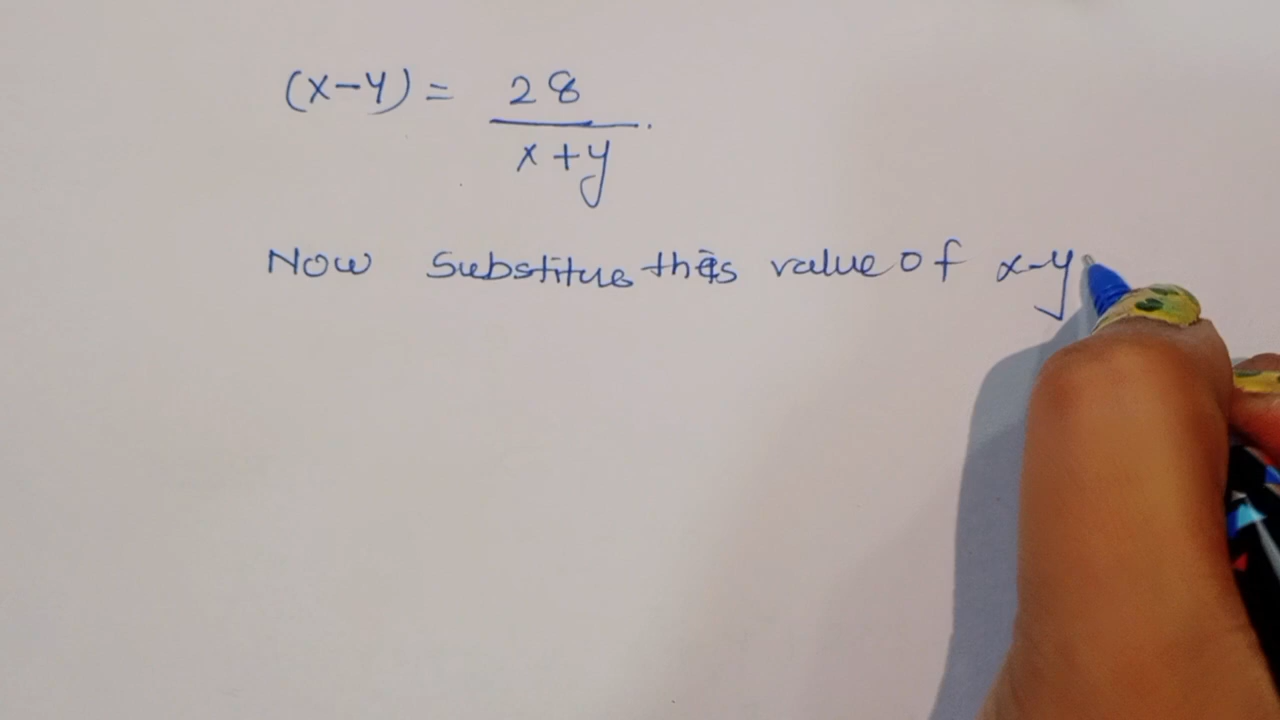 (x-y) = 28
x+y
Now substitue this value of x-y